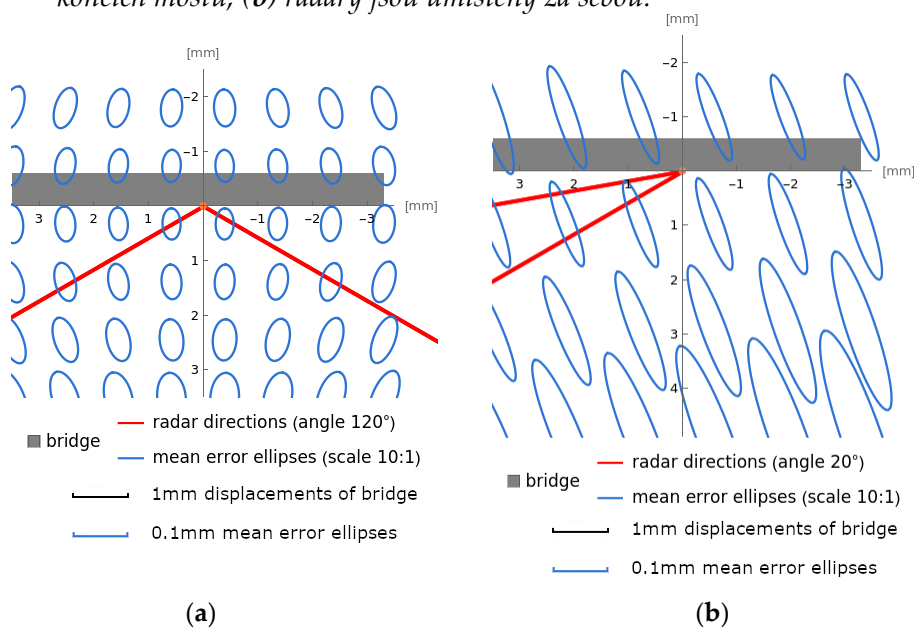 koncích mostu; (b) radary jsou umístěny za sebou.
[mm]
−2
−1
3 2 1 −1 −2 −3 [mm]
1
2
3
radar directions (angle 120°)
bridge
mean error ellipses (scale 10:1)
1mm displacements of bridge
0.1mm mean error ellipses
(a)
[mm]
−2
−1
3 2 1 −1 −2 −3 [mm]
1
2
3
4
radar directions (angle 20°)
bridge
mean error ellipses (scale 10:1)
1mm displacements of bridge
0.1mm mean error ellipses
(b)